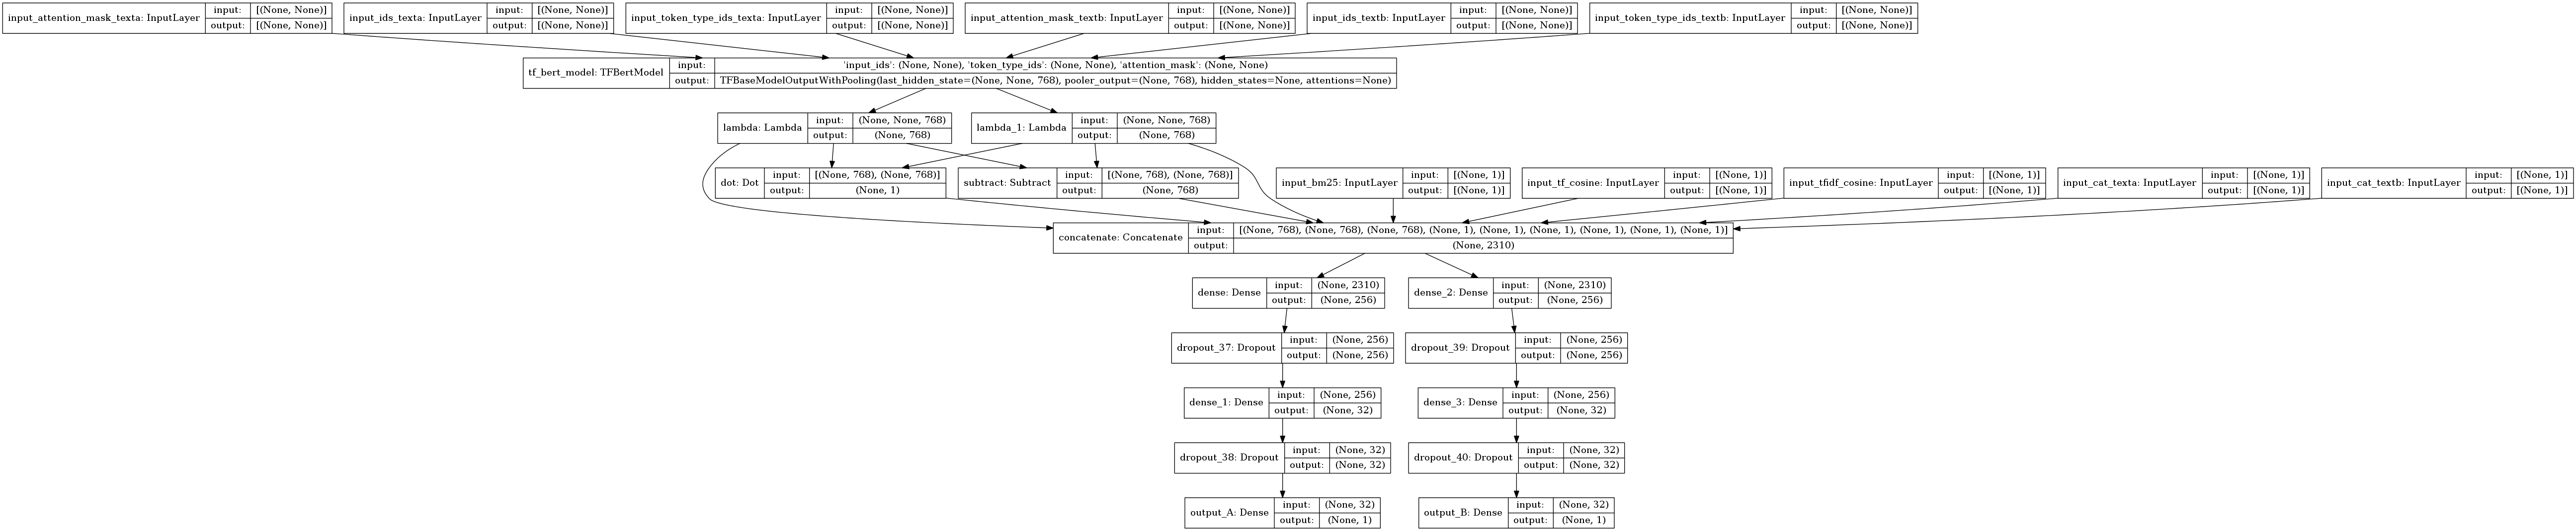 input_attention_mask_texta: InputLayer input: [(None, None)] output: [(None, None)]
input_ids_texta: InputLayer input: [(None, None)] output: [(None, None)]
input_token_type_ids_texta: InputLayer input: [(None, None)] output: [(None, None)]
input_attention_mask_textb: InputLayer input: [(None, None)] output: [(None, None)]
input_ids_textb: InputLayer input: [(None, None)] output: [(None, None)]
input_token_type_ids_textb: InputLayer input: [(None, None)] output: [(None, None)]
tf_bert_model: TFBertModel input: 'input_ids': (None, None), 'token_type_ids': (None, None), 'attention_mask': (None, None)
output: TFBaseModelOutputWithPooling(last_hidden_state=(None, None, 768), pooler_output=(None, 768), hidden_states=None, attentions=None)
lambda: Lambda input: (None, None, 768) output: (None, 768)
lambda_1: Lambda input: (None, None, 768) output: (None, 768)
dot: Dot input: [(None, 768), (None, 768)] output: (None, 1)
subtract: Subtract input: [(None, 768), (None, 768)] output: (None, 768)
input_bm25: InputLayer input: [(None, 1)] output: [(None, 1)]
input_tf_cosine: InputLayer input: [(None, 1)] output: [(None, 1)]
input_tfidf_cosine: InputLayer input: [(None, 1)] output: [(None, 1)]
input_cat_texta: InputLayer input: [(None, 1)] output: [(None, 1)]
input_cat_textb: InputLayer input: [(None, 1)] output: [(None, 1)]
concatenate: Concatenate input: [(None, 768), (None, 768), (None, 768), (None, 1), (None, 1), (None, 1), (None, 1), (None, 1), (None, 1)]
output: (None, 2310)
dense: Dense input: (None, 2310) output: (None, 256)
dense_2: Dense input: (None, 2310) output: (None, 256)
dropout_37: Dropout input: (None, 256) output: (None, 256)
dropout_39: Dropout input: (None, 256) output: (None, 256)
dense_1: Dense input: (None, 256) output: (None, 32)
dense_3: Dense input: (None, 256) output: (None, 32)
dropout_38: Dropout input: (None, 32) output: (None, 32)
dropout_40: Dropout input: (None, 32) output: (None, 32)
output_A: Dense input: (None, 32) output: (None, 1)
output_B: Dense input: (None, 32) output: (None, 1)